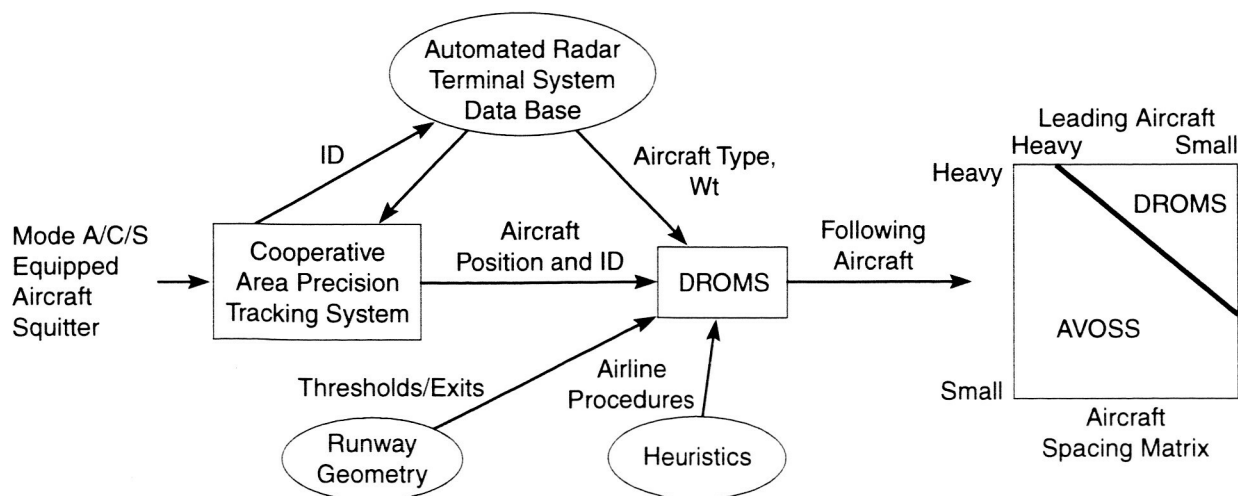 Automated Radar
Terminal System
Data Base
ID
Aircraft Type,
Wt
Mode A/C/S
Equipped
Aircraft
Squitter
Cooperative
Area Precision
Tracking System
Aircraft
Position and ID
DROMS
Following
Aircraft
Thresholds/Exits
Airline
Procedures
Runway
Geometry
Heuristics
Leading Aircraft
Heavy Small
Heavy
DROMS
AVOSS
Small
Aircraft
Spacing Matrix